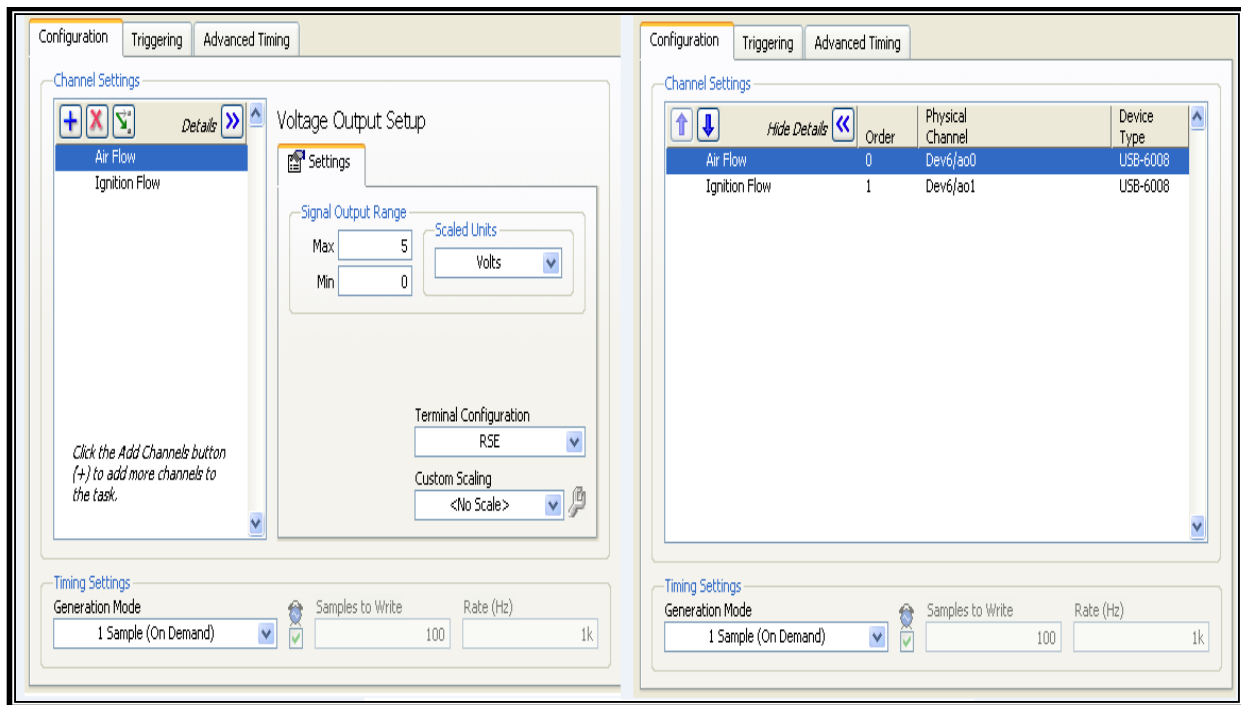 Configuration Triggering Advanced Timing
Channel Settings
Details
Air Flow
Ignition Flow
Click the Add Channels button
(+) to add more channels to
the task.
Voltage Output Setup
Settings
Signal Output Range
Max 5
Min 0
Scaled Units
Volts
Terminal Configuration
RSE
Custom Scaling
<No Scale>
Timing Settings
Generation Mode Samples to Write Rate (Hz)
1 Sample (On Demand) 100 1k
Configuration Triggering Advanced Timing
Channel Settings
Hide Details Order Physical Channel Device Type
Air Flow 0 Dev6/ao0 USB-6008
Ignition Flow 1 Dev6/ao1 USB-6008
Timing Settings
Generation Mode Samples to Write Rate (Hz)
1 Sample (On Demand) 100 1k